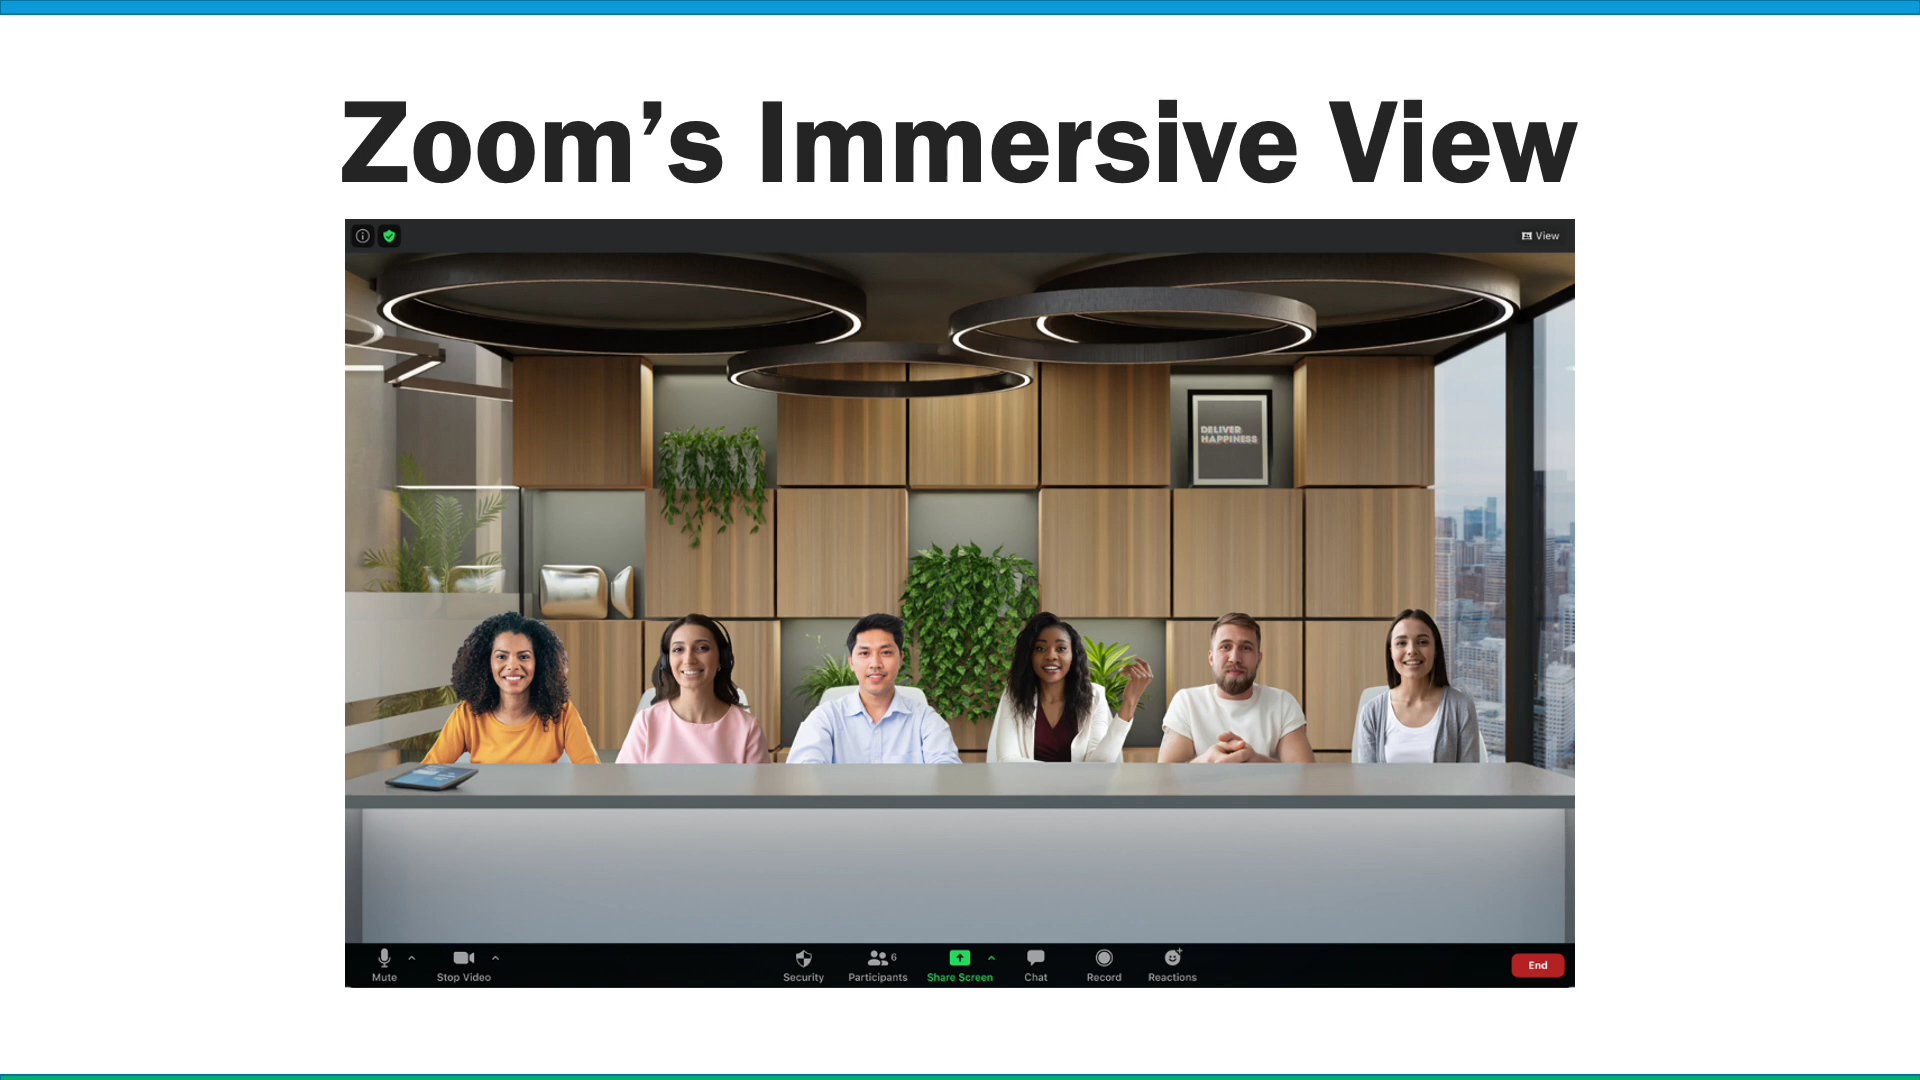 Zoom’s Immersive View
View
DELIVER
HAPPINESS
Mute
Stop Video
Security
Participants
6
Share Screen
Chat
Record
Reactions
End